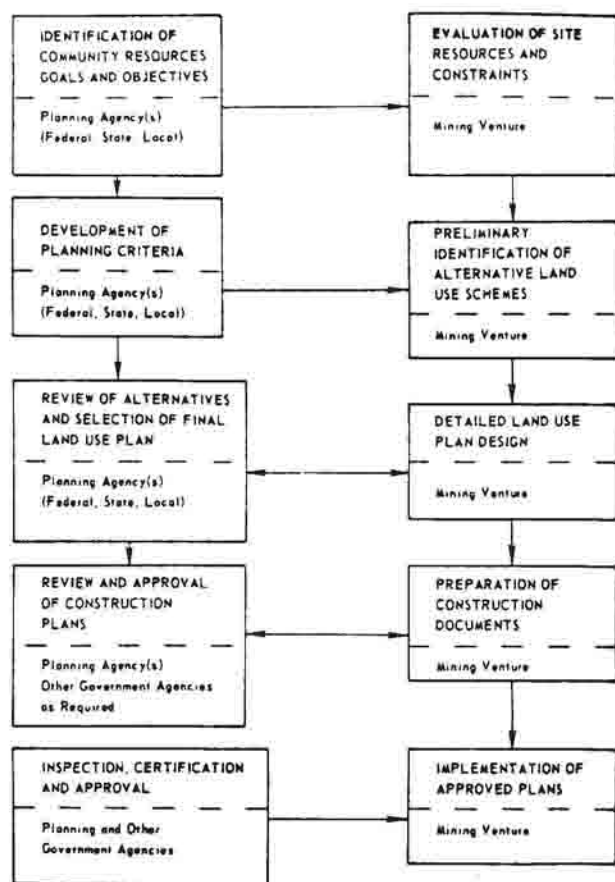 IDENTIFICATION OF
COMMUNITY RESOURCES
GOALS AND OBJECTIVES
Planning Agency(s)
(Federal State, Local)
EVALUATION OF SITE
RESOURCES AND
CONSTRAINTS
Mining Venture
DEVELOPMENT OF
PLANNING CRITERIA
Planning Agency(s)
(Federal, State, Local)
PRELIMINARY
IDENTIFICATION OF
ALTERNATIVE LAND
USE SCHEMES
Mining Venture
REVIEW OF ALTERNATIVES
AND SELECTION OF FINAL
LAND USE PLAN
Planning Agency(s)
(Federal, State, Local)
DETAILED LAND USE
PLAN DESIGN
Mining Venture
REVIEW AND APPROVAL
OF CONSTRUCTION
PLANS
Planning Agency(s)
Other Government Agencies
as Required
PREPARATION OF
CONSTRUCTION
DOCUMENTS
Mining Venture
INSPECTION, CERTIFICATION
AND APPROVAL
Planning and Other
Government Agencies
IMPLEMENTATION OF
APPROVED PLANS
Mining Venture